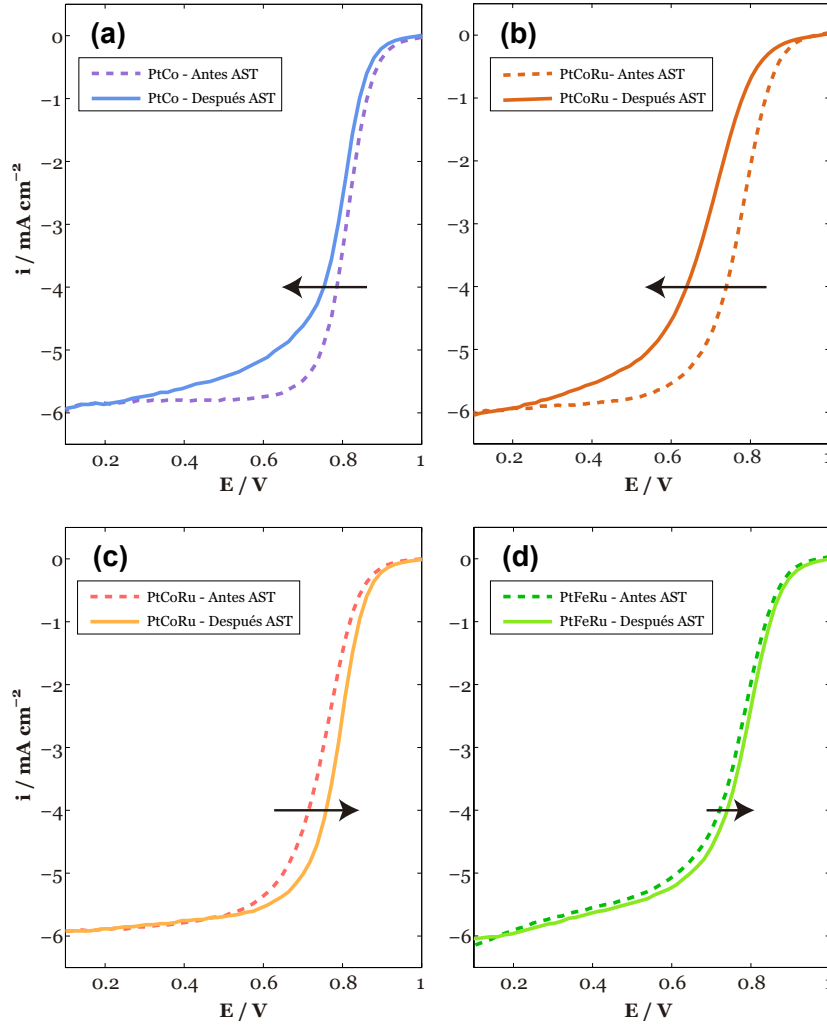 (a)
PtCo - Antes AST
PtCo - Después AST
0
−1
−2
−3
−4
−5
−6
i / mA cm⁻²
0.2
0.4
0.6
0.8
1
E / V
(b)
PtCoRu- Antes AST
PtCoRu - Después AST
0
−1
−2
−3
−4
−5
−6
0.2
0.4
0.6
0.8
1
E / V
(c)
PtCoRu - Antes AST
PtCoRu - Después AST
0
−1
−2
−3
−4
−5
−6
i / mA cm⁻²
0.2
0.4
0.6
0.8
1
E / V
(d)
PtFeRu - Antes AST
PtFeRu - Después AST
0
−1
−2
−3
−4
−5
−6
0.2
0.4
0.6
0.8
1
E / V